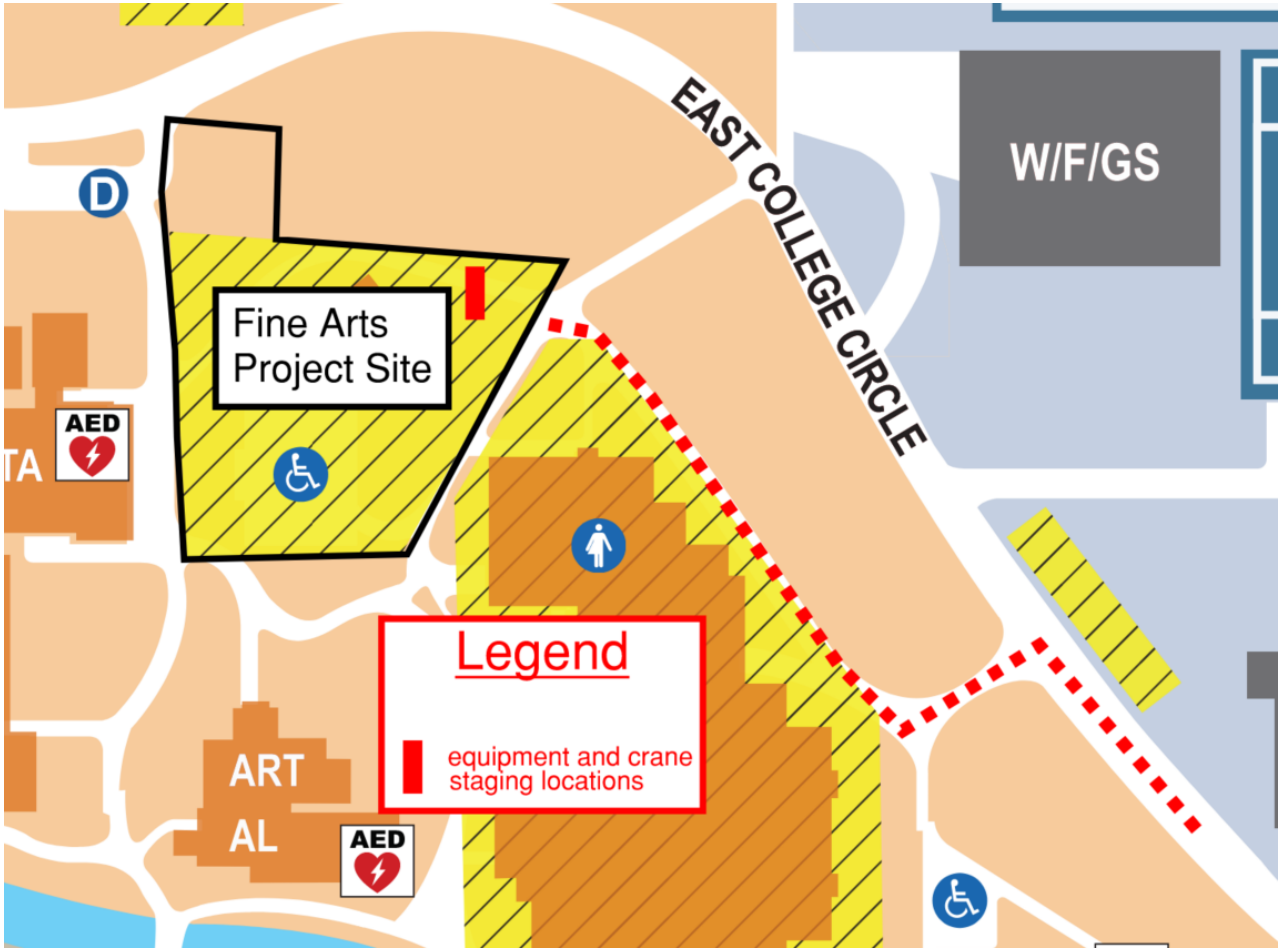 EAST COLLEGE CIRCLE
W/F/GS
D
Fine Arts
Project Site
AED
TA
Legend
equipment and crane
staging locations
ART
AL
AED